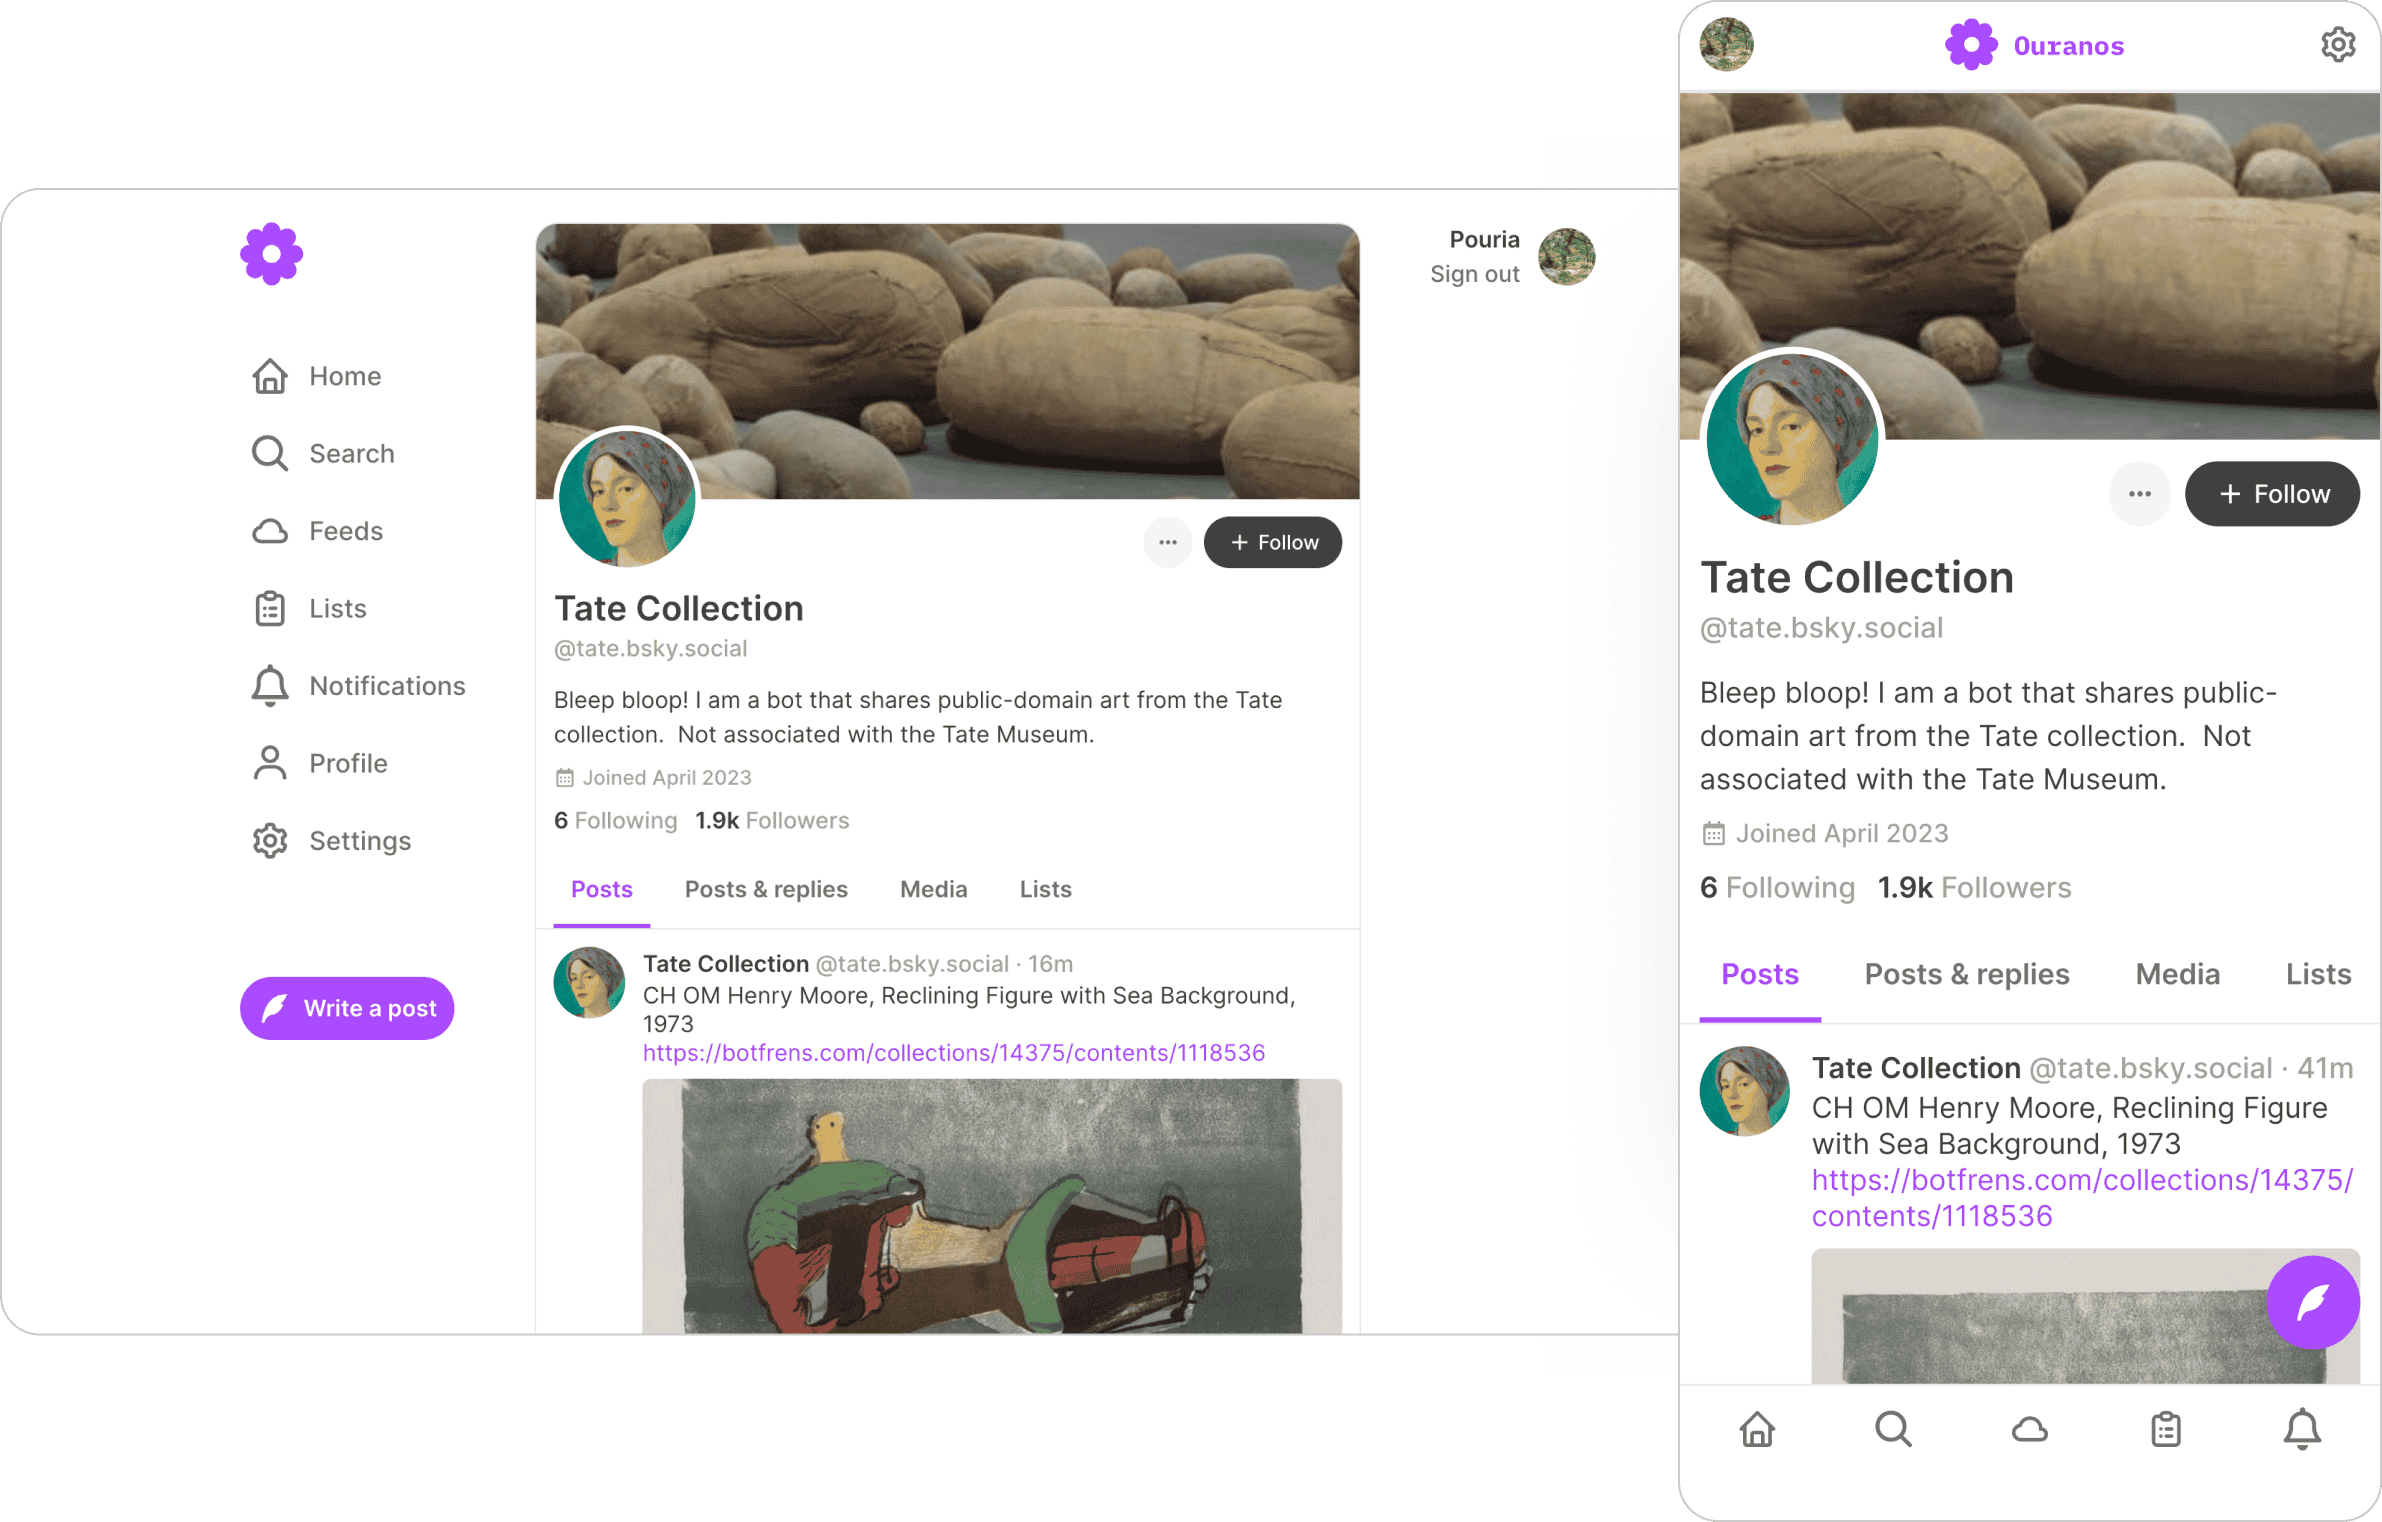 Home
Search
Feeds
Lists
Notifications
Profile
Settings
Write a post
Pouria
Sign out
+ Follow
Tate Collection
@tate.bsky.social
Bleep bloop! I am a bot that shares public-domain art from the Tate
collection.  Not associated with the Tate Museum.
Joined April 2023
6 Following 1.9k Followers
Posts Posts & replies Media Lists
Tate Collection @tate.bsky.social · 16m
CH OM Henry Moore, Reclining Figure with Sea Background,
1973
https://botfrens.com/collections/14375/contents/1118536
Ouranos
+ Follow
Tate Collection
@tate.bsky.social
Bleep bloop! I am a bot that shares public-
domain art from the Tate collection.  Not
associated with the Tate Museum.
Joined April 2023
6 Following 1.9k Followers
Posts Posts & replies Media Lists
Tate Collection @tate.bsky.social · 41m
CH OM Henry Moore, Reclining Figure
with Sea Background, 1973
https://botfrens.com/collections/14375/
contents/1118536